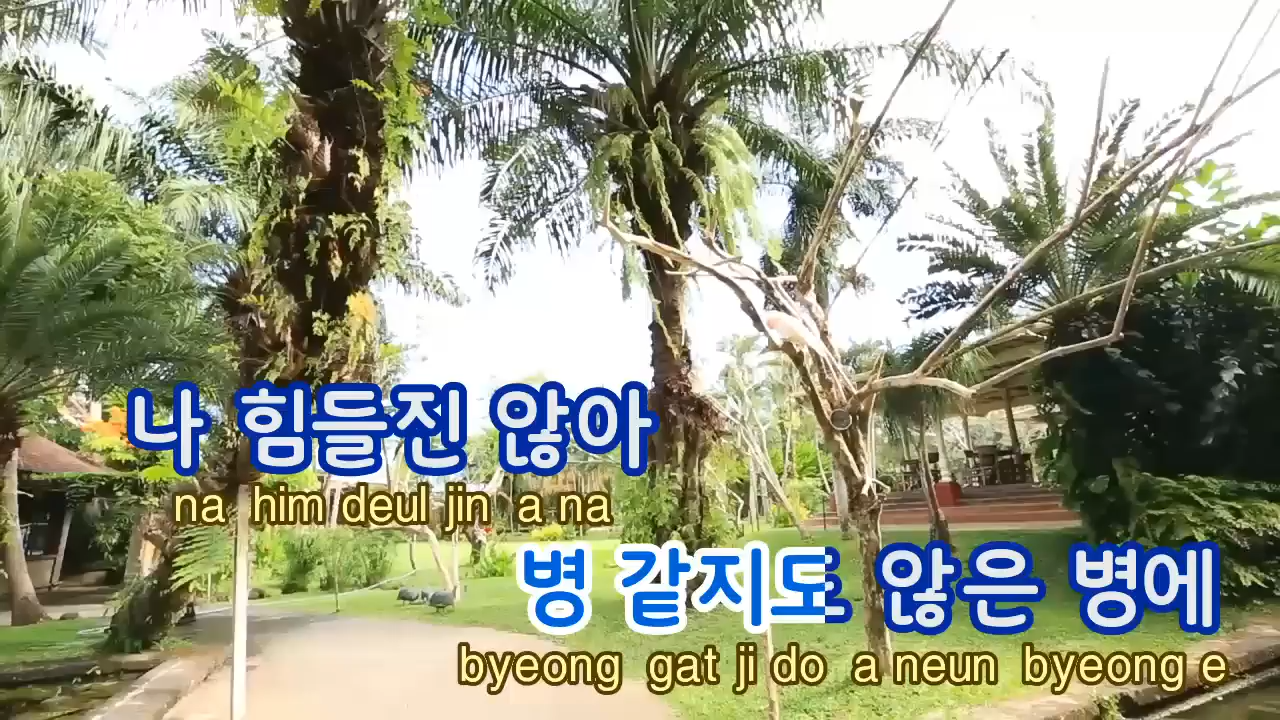 나 힘들진 않아
na him deul jin a na
병 같지도 않은 병에
byeong gat ji do a neun byeong e